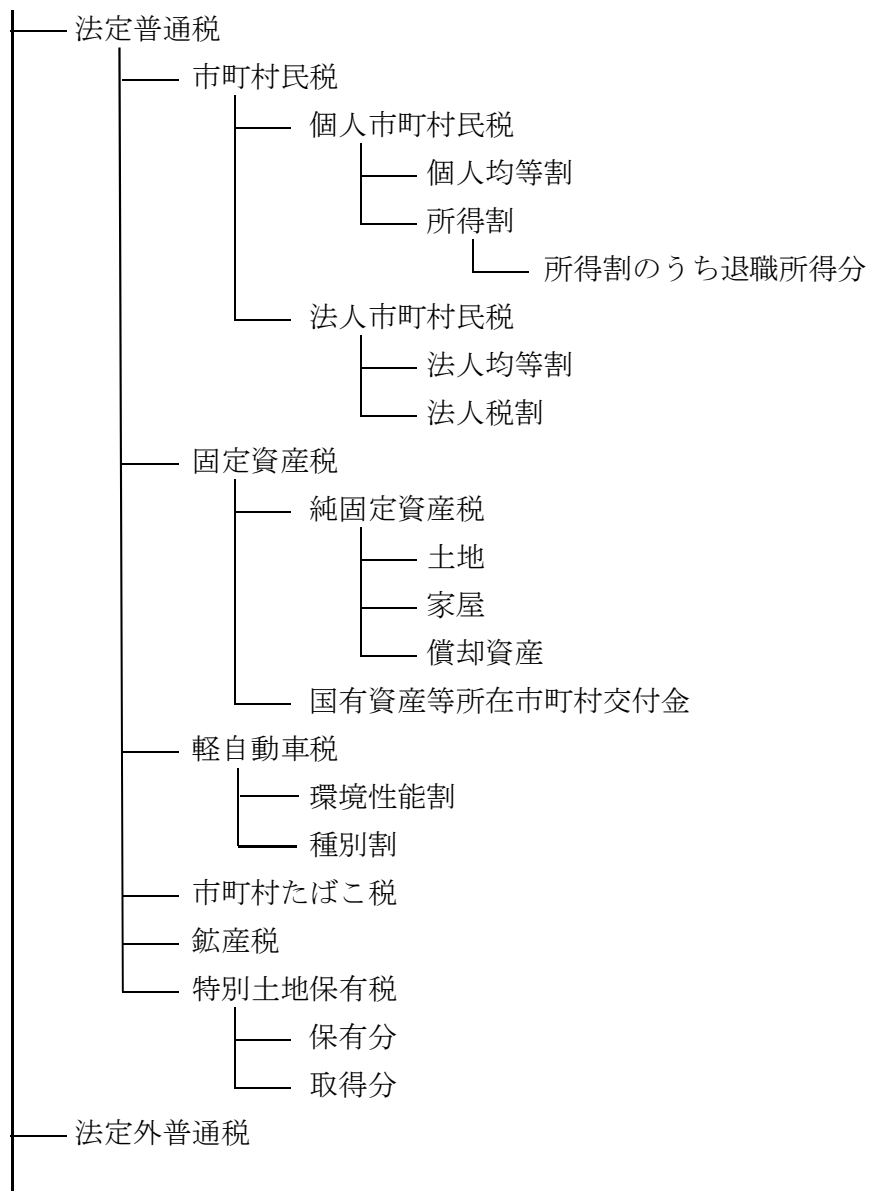 法定普通税
市町村民税
個人市町村民税
個人均等割
所得割
所得割のうち退職所得分
法人市町村民税
法人均等割
法人税割
固定資産税
純固定資産税
土地
家屋
償却資産
国有資産等所在市町村交付金
軽自動車税
環境性能割
種別割
市町村たばこ税
鉱産税
特別土地保有税
保有分
取得分
法定外普通税